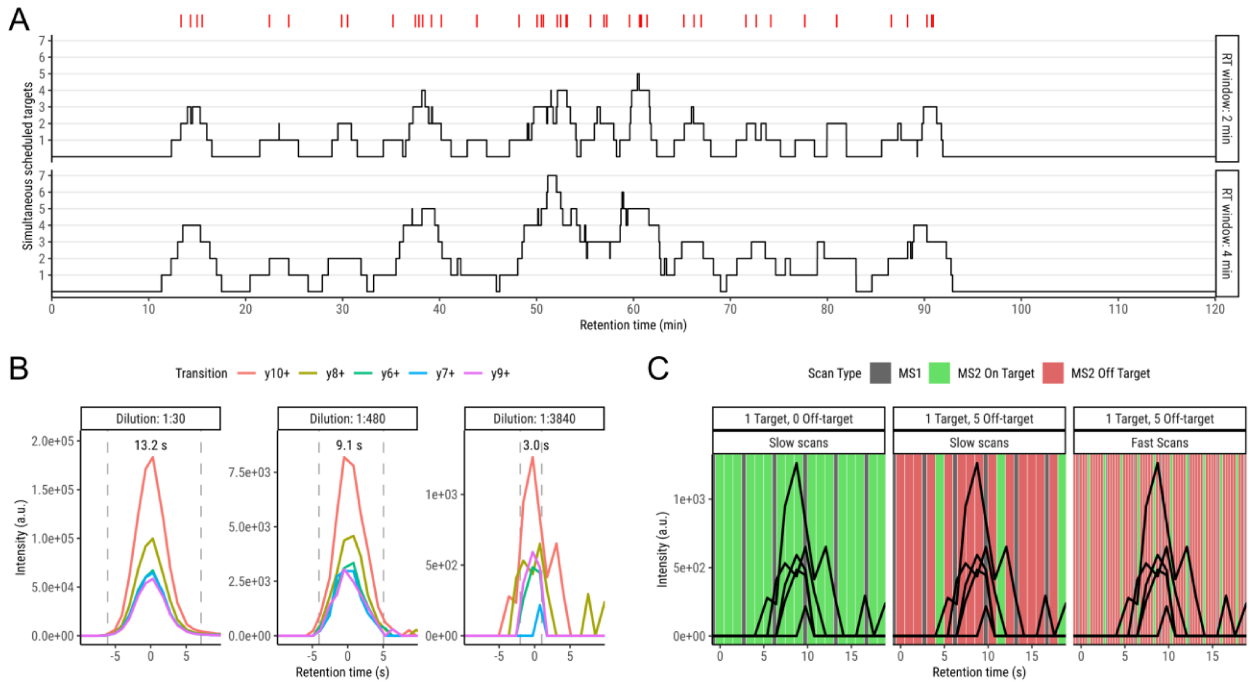 A
Simultaneous scheduled targets
7
6
5
4
3
2
1
RT window: 2 min
7
6
5
4
3
2
1
RT window: 4 min
0 10 20 30 40 50 60 70 80 90 100 110 120
Retention time (min)
B
Transition y10+ y8+ y6+ y7+ y9+
Dilution: 1:30 Dilution: 1:480 Dilution: 1:3840
13.2 s 9.1 s 3.0 s
Intensity (a.u.)
2.0e+05
1.5e+05
1.0e+05
5.0e+04
0.0e+00
7.5e+03
5.0e+03
2.5e+03
0.0e+00
1e+03
5e+02
0e+00
-5 0 5 -5 0 5 -5 0 5
Retention time (s)
C
Scan Type MS1 MS2 On Target MS2 Off Target
1 Target, 0 Off-target 1 Target, 5 Off-target 1 Target, 5 Off-target
Slow scans Slow scans Fast Scans
Intensity (a.u.)
1e+03
5e+02
0e+00
0 5 10 15 0 5 10 15 0 5 10 15
Retention time (s)